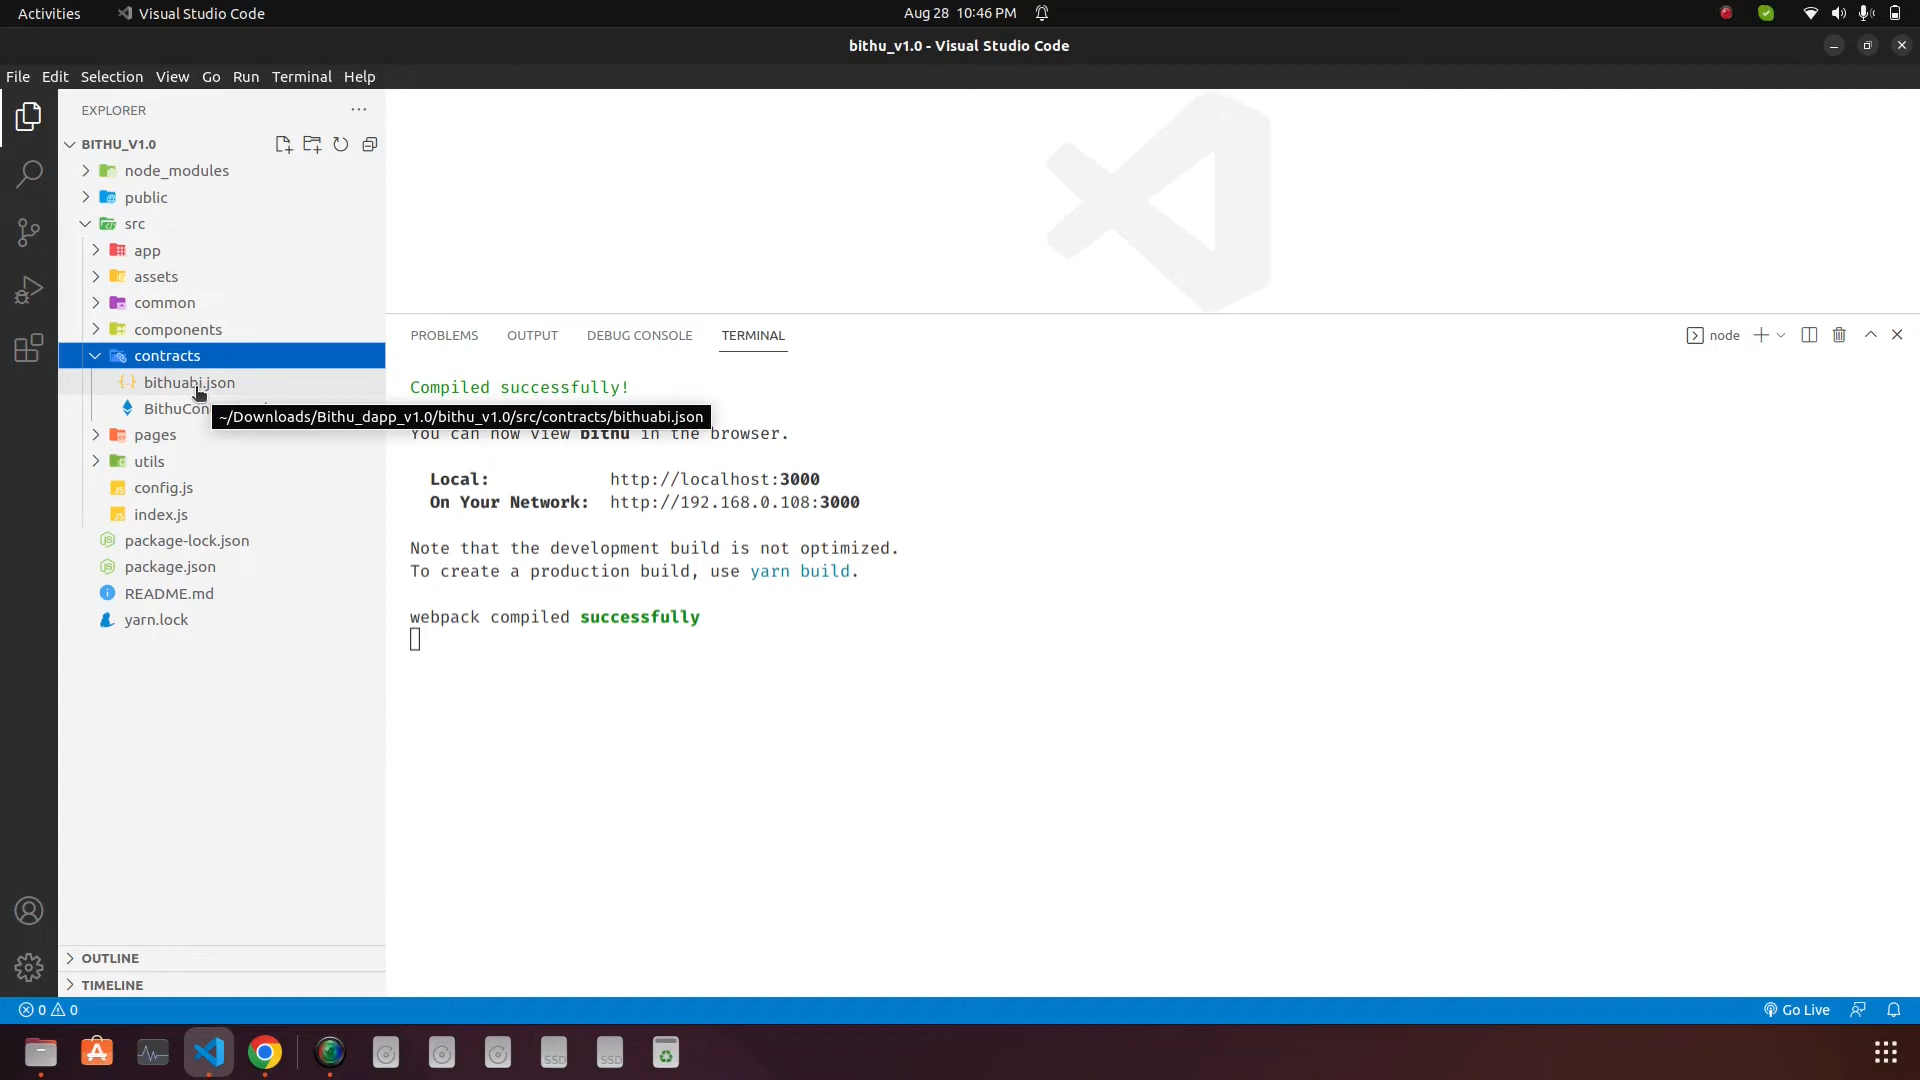 Activities
Visual Studio Code
Aug 28 10:46 PM
bithu_v1.0 - Visual Studio Code
File Edit Selection View Go Run Terminal Help
EXPLORER
BITHU_V1.0
node_modules
public
src
app
assets
common
components
contracts
bithuabi.json
BithuCon
~/Downloads/Bithu_dapp_v1.0/bithu_v1.0/src/contracts/bithuabi.json
pages
utils
config.js
index.js
package-lock.json
package.json
README.md
yarn.lock
OUTLINE
TIMELINE
PROBLEMS OUTPUT DEBUG CONSOLE TERMINAL
node
Compiled successfully!
You can now view bithu in the browser.
Local: http://localhost:3000
On Your Network: http://192.168.0.108:3000
Note that the development build is not optimized.
To create a production build, use yarn build.
webpack compiled successfully
0 0
Go Live
SSD SSD